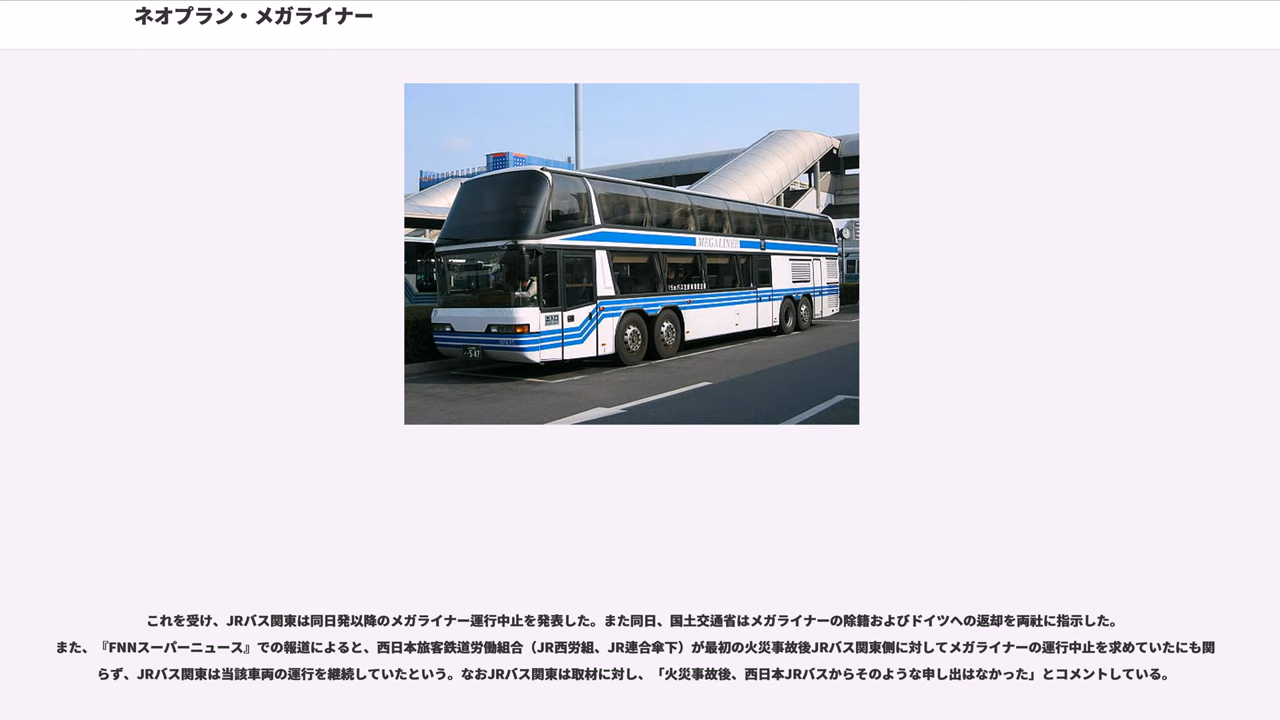 ネオプラン・メガライナー
MEGALINER
・547
これを受け、JRバス関東は同日発以降のメガライナー運行中止を発表した。また同日、国土交通省はメガライナーの除籍およびドイツへの返却を両社に指示した。
また、『FNNスーパーニュース』での報道によると、西日本旅客鉄道労働組合（JR西労組、JR連合傘下）が最初の火災事故後JRバス関東側に対してメガライナーの運行中止を求めていたにも関
らず、JRバス関東は当該車両の運行を継続していたという。なおJRバス関東は取材に対し、「火災事故後、西日本JRバスからそのような申し出はなかった」とコメントしている。